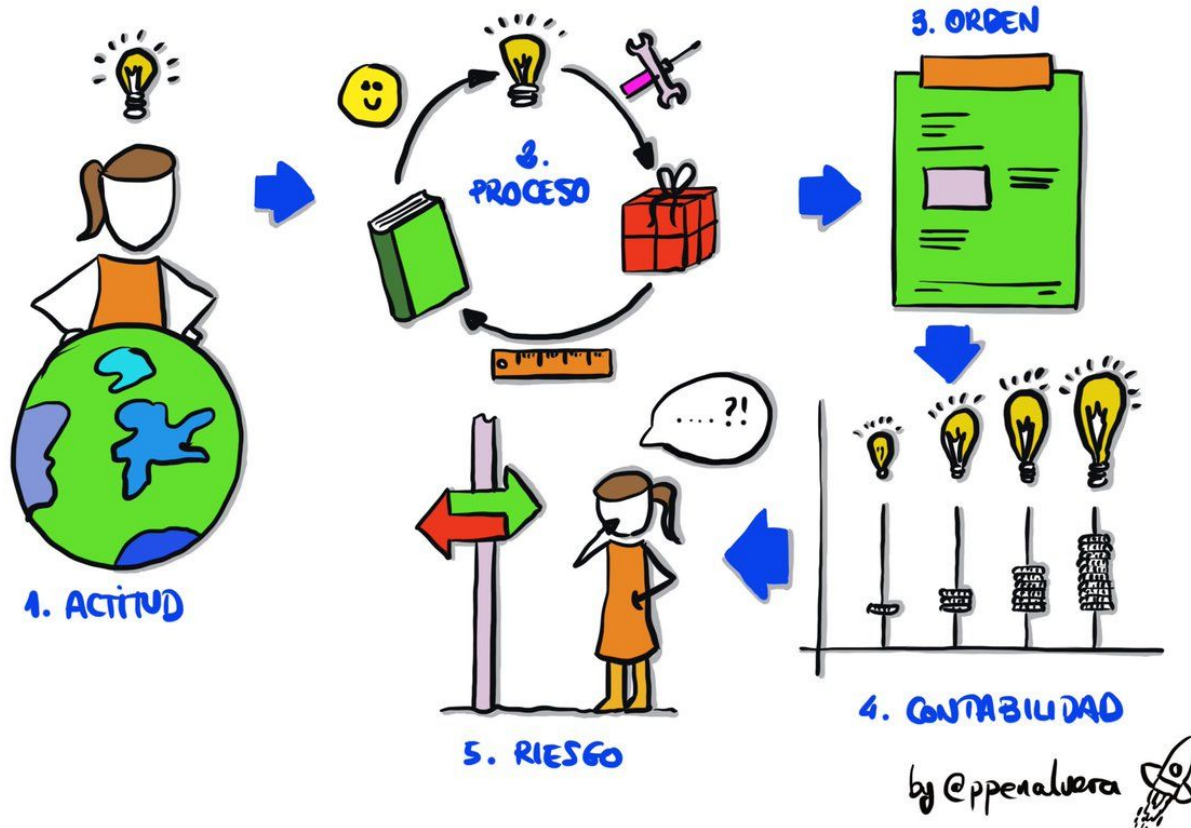 1. ACTITUD
2.
PROCESO
3. ORDEN
4. CONTABILIDAD
..... ?!
5. RIESGO
by @ppenalvera